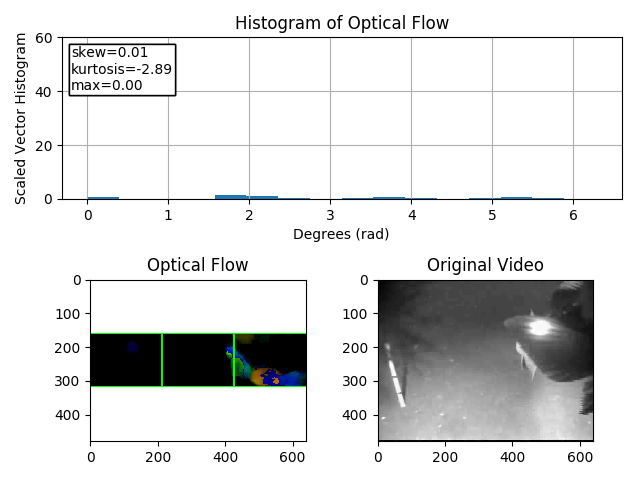 Histogram of Optical Flow
Scaled Vector Histogram
60
40
20
0
skew=0.01
kurtosis=-2.89
max=0.00
0 1 2 3 4 5 6
Degrees (rad)
Optical Flow
0
100
200
300
400
0 200 400 600
Original Video
0
100
200
300
400
0 200 400 600